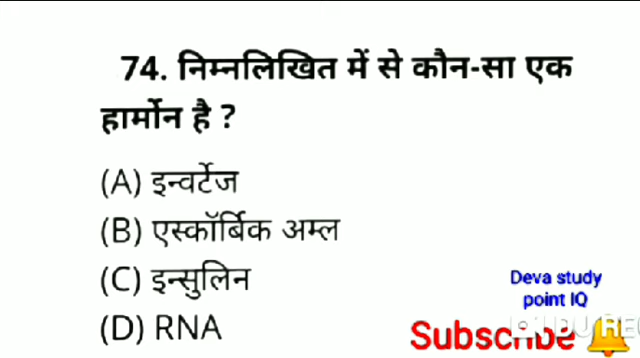 74. निम्नलिखित में से कौन-सा एक
हार्मोन है ?
(A) इन्वर्टेज
(B) एस्कॉर्बिक अम्ल
(C) इन्सुलिन
(D) RNA
Deva study
point IQ
Subscribe